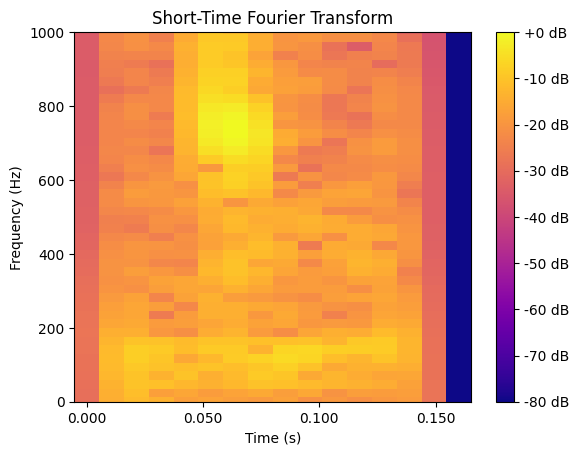 Short-Time Fourier Transform
1000
800
600
400
200
0
Frequency (Hz)
0.000
0.050
0.100
0.150
Time (s)
+0 dB
-10 dB
-20 dB
-30 dB
-40 dB
-50 dB
-60 dB
-70 dB
-80 dB